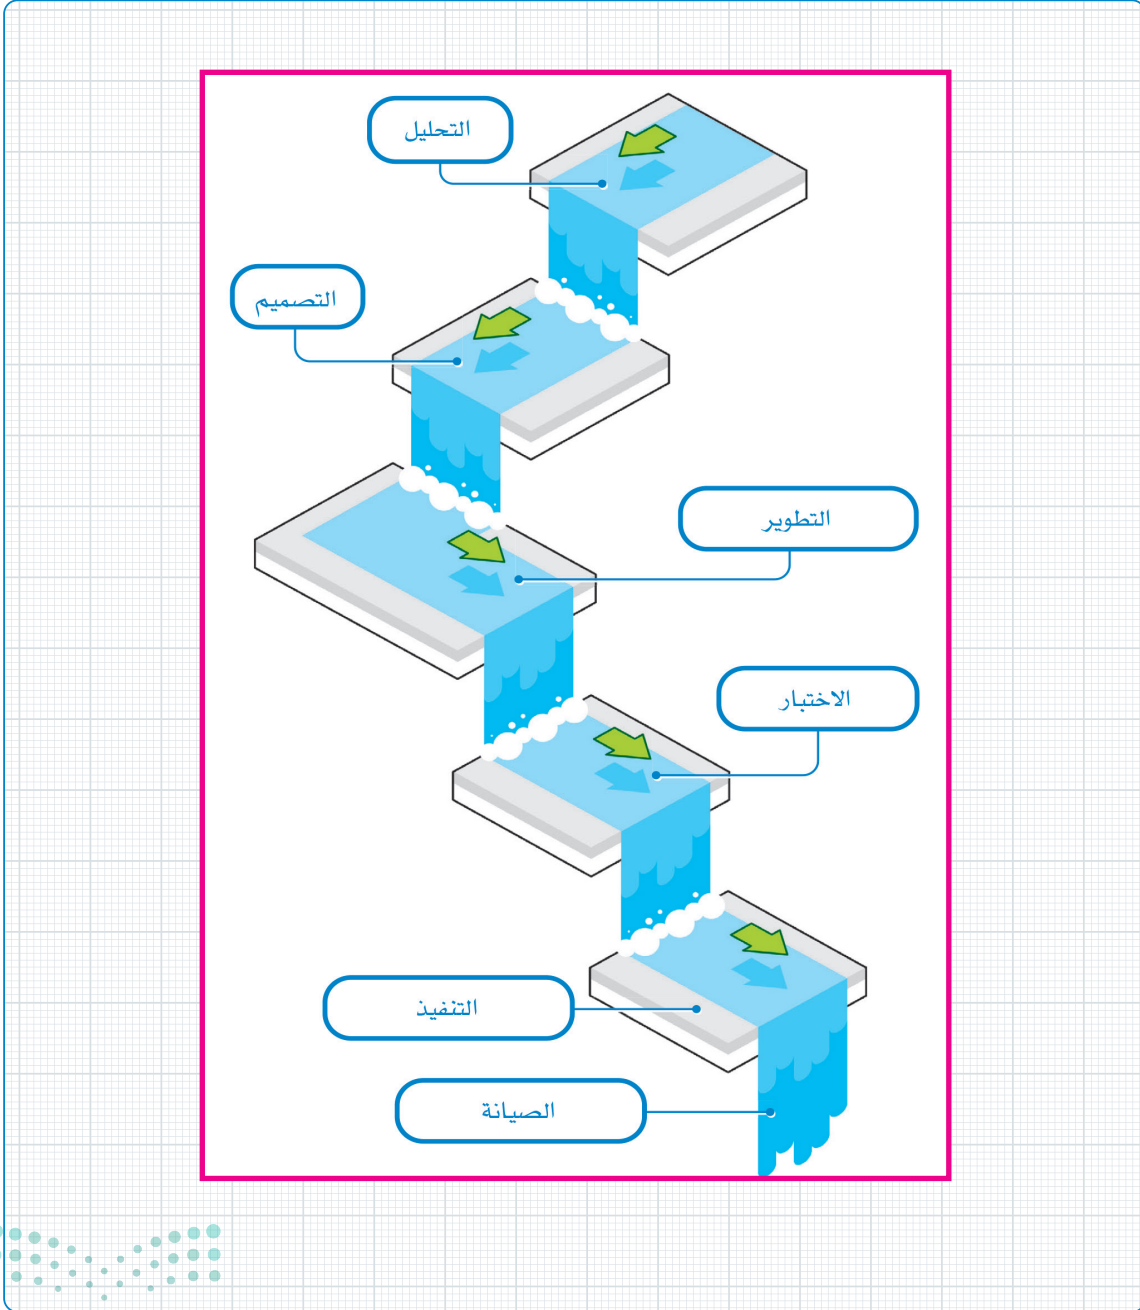 التحليل
التصميم
التطوير
الاختبار
التنفيذ
الصيانة